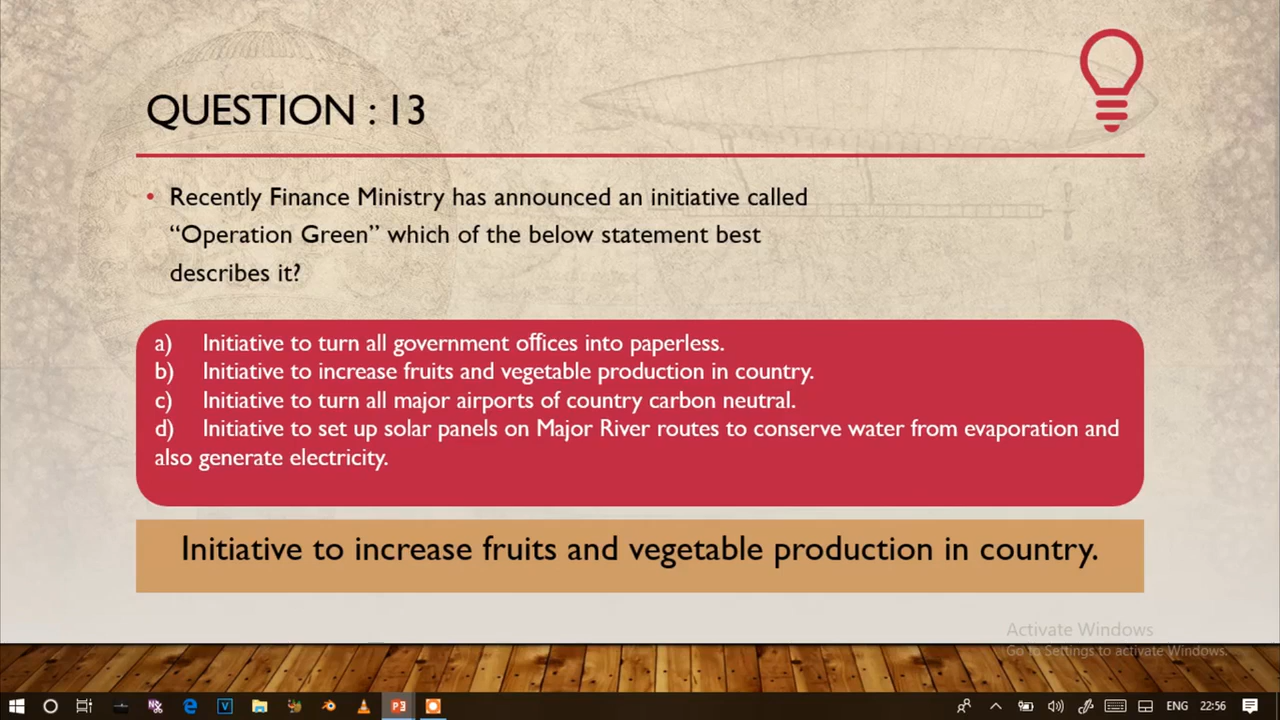 QUESTION : 13
• Recently Finance Ministry has announced an initiative called
“Operation Green” which of the below statement best
describes it?
a) Initiative to turn all government offices into paperless.
b) Initiative to increase fruits and vegetable production in country.
c) Initiative to turn all major airports of country carbon neutral.
d) Initiative to set up solar panels on Major River routes to conserve water from evaporation and
also generate electricity.
Initiative to increase fruits and vegetable production in country.
Activate Windows
Go to Settings to activate Windows.
ENG 22:56